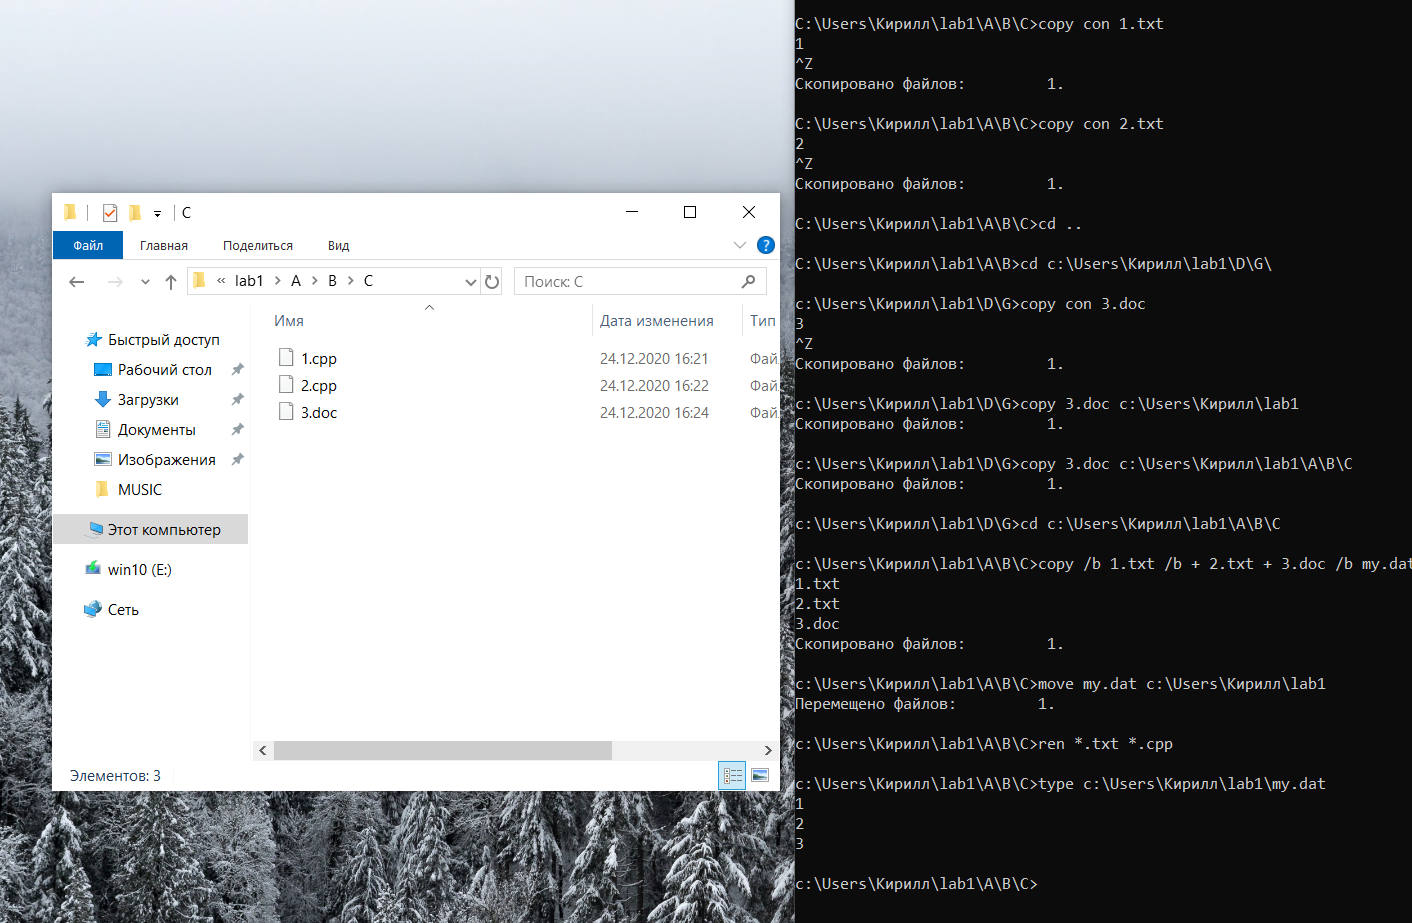 C
Файл Главная Поделиться Вид
« lab1 > A > B > C
Поиск: C
Имя Дата изменения Тип
Быстрый доступ
Рабочий стол
Загрузки
Документы
Изображения
MUSIC
Этот компьютер
win10 (E:)
Сеть
1.cpp 24.12.2020 16:21 Фай
2.cpp 24.12.2020 16:22 Фай
3.doc 24.12.2020 16:24 Фай
Элементов: 3
C:\Users\Кирилл\lab1\A\B\C>copy con 1.txt
1
^Z
Скопировано файлов:         1.
C:\Users\Кирилл\lab1\A\B\C>copy con 2.txt
2
^Z
Скопировано файлов:         1.
C:\Users\Кирилл\lab1\A\B\C>cd ..
C:\Users\Кирилл\lab1\A\B>cd c:\Users\Кирилл\lab1\D\G\
c:\Users\Кирилл\lab1\D\G>copy con 3.doc
3
^Z
Скопировано файлов:         1.
c:\Users\Кирилл\lab1\D\G>copy 3.doc c:\Users\Кирилл\lab1
Скопировано файлов:         1.
c:\Users\Кирилл\lab1\D\G>copy 3.doc c:\Users\Кирилл\lab1\A\B\C
Скопировано файлов:         1.
c:\Users\Кирилл\lab1\D\G>cd c:\Users\Кирилл\lab1\A\B\C
c:\Users\Кирилл\lab1\A\B\C>copy /b 1.txt /b + 2.txt + 3.doc /b my.dat
1.txt
2.txt
3.doc
Скопировано файлов:         1.
c:\Users\Кирилл\lab1\A\B\C>move my.dat c:\Users\Кирилл\lab1
Перемещено файлов:         1.
c:\Users\Кирилл\lab1\A\B\C>ren *.txt *.cpp
c:\Users\Кирилл\lab1\A\B\C>type c:\Users\Кирилл\lab1\my.dat
1
2
3
c:\Users\Кирилл\lab1\A\B\C>